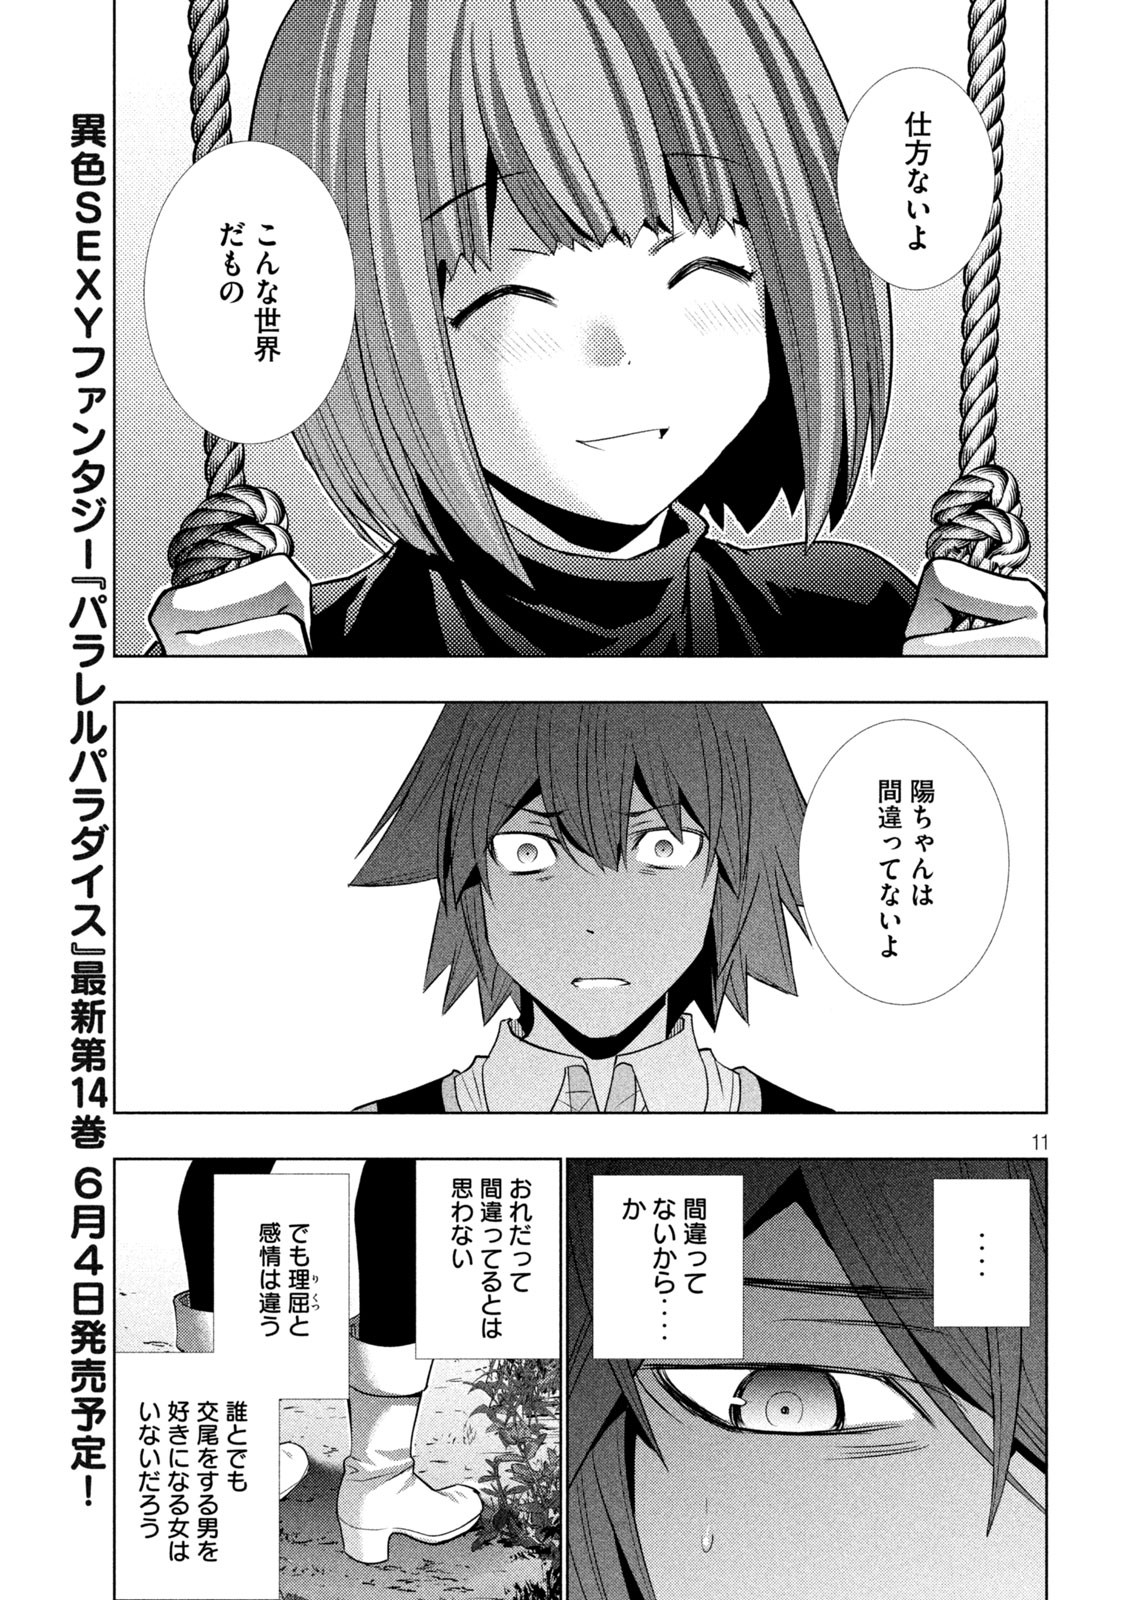 仕方ないよ
こんな世界
だもの
陽ちゃんは
間違ってないよ
11
‥‥
間違って
ないから‥‥‥
か
おれだって
間違ってるとは
思わない
でも理屈と
りくつ
感情は違う
誰とでも
交尾をする男を
好きになる女は
いないだろう
異色SEXYファンタジー『パラレルパラダイス』最新第14巻 6月4日発売予定!